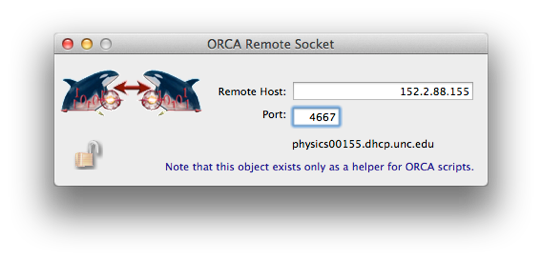 ORCA Remote Socket
Remote Host: 152.2.88.155
Port: 4667
physics00155.dhcp.unc.edu
Note that this object exists only as a helper for ORCA scripts.